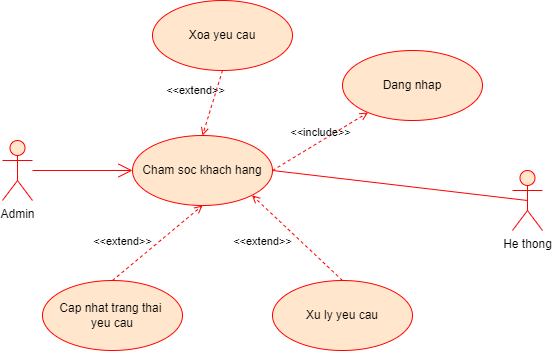 Xoa yeu cau
<<extend>>
Dang nhap
<<include>>
Cham soc khach hang
Admin
He thong
<<extend>>
<<extend>>
Cap nhat trang thai
yeu cau
Xu ly yeu cau